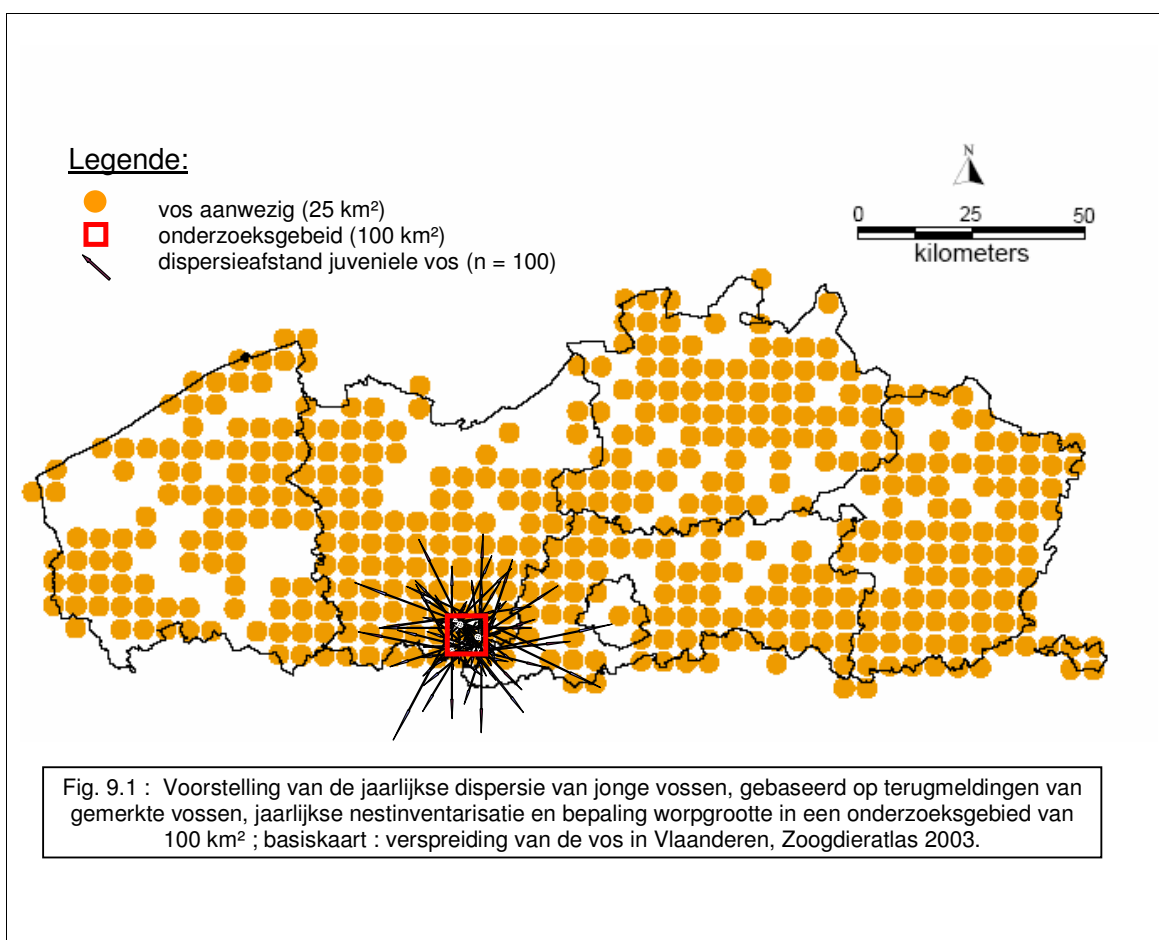 Legende:
vos aanwezig (25 km²)
onderzoeksgebeid (100 km²)
dispersieafstand juveniele vos (n = 100)
N
0 25 50
kilometers
Fig. 9.1 : Voorstelling van de jaarlijkse dispersie van jonge vossen, gebaseerd op terugmeldingen van
gemerkte vossen, jaarlijkse nestinventarisatie en bepaling worpgrootte in een onderzoeksgebied van
100 km² ; basiskaart : verspreiding van de vos in Vlaanderen, Zoogdieratlas 2003.